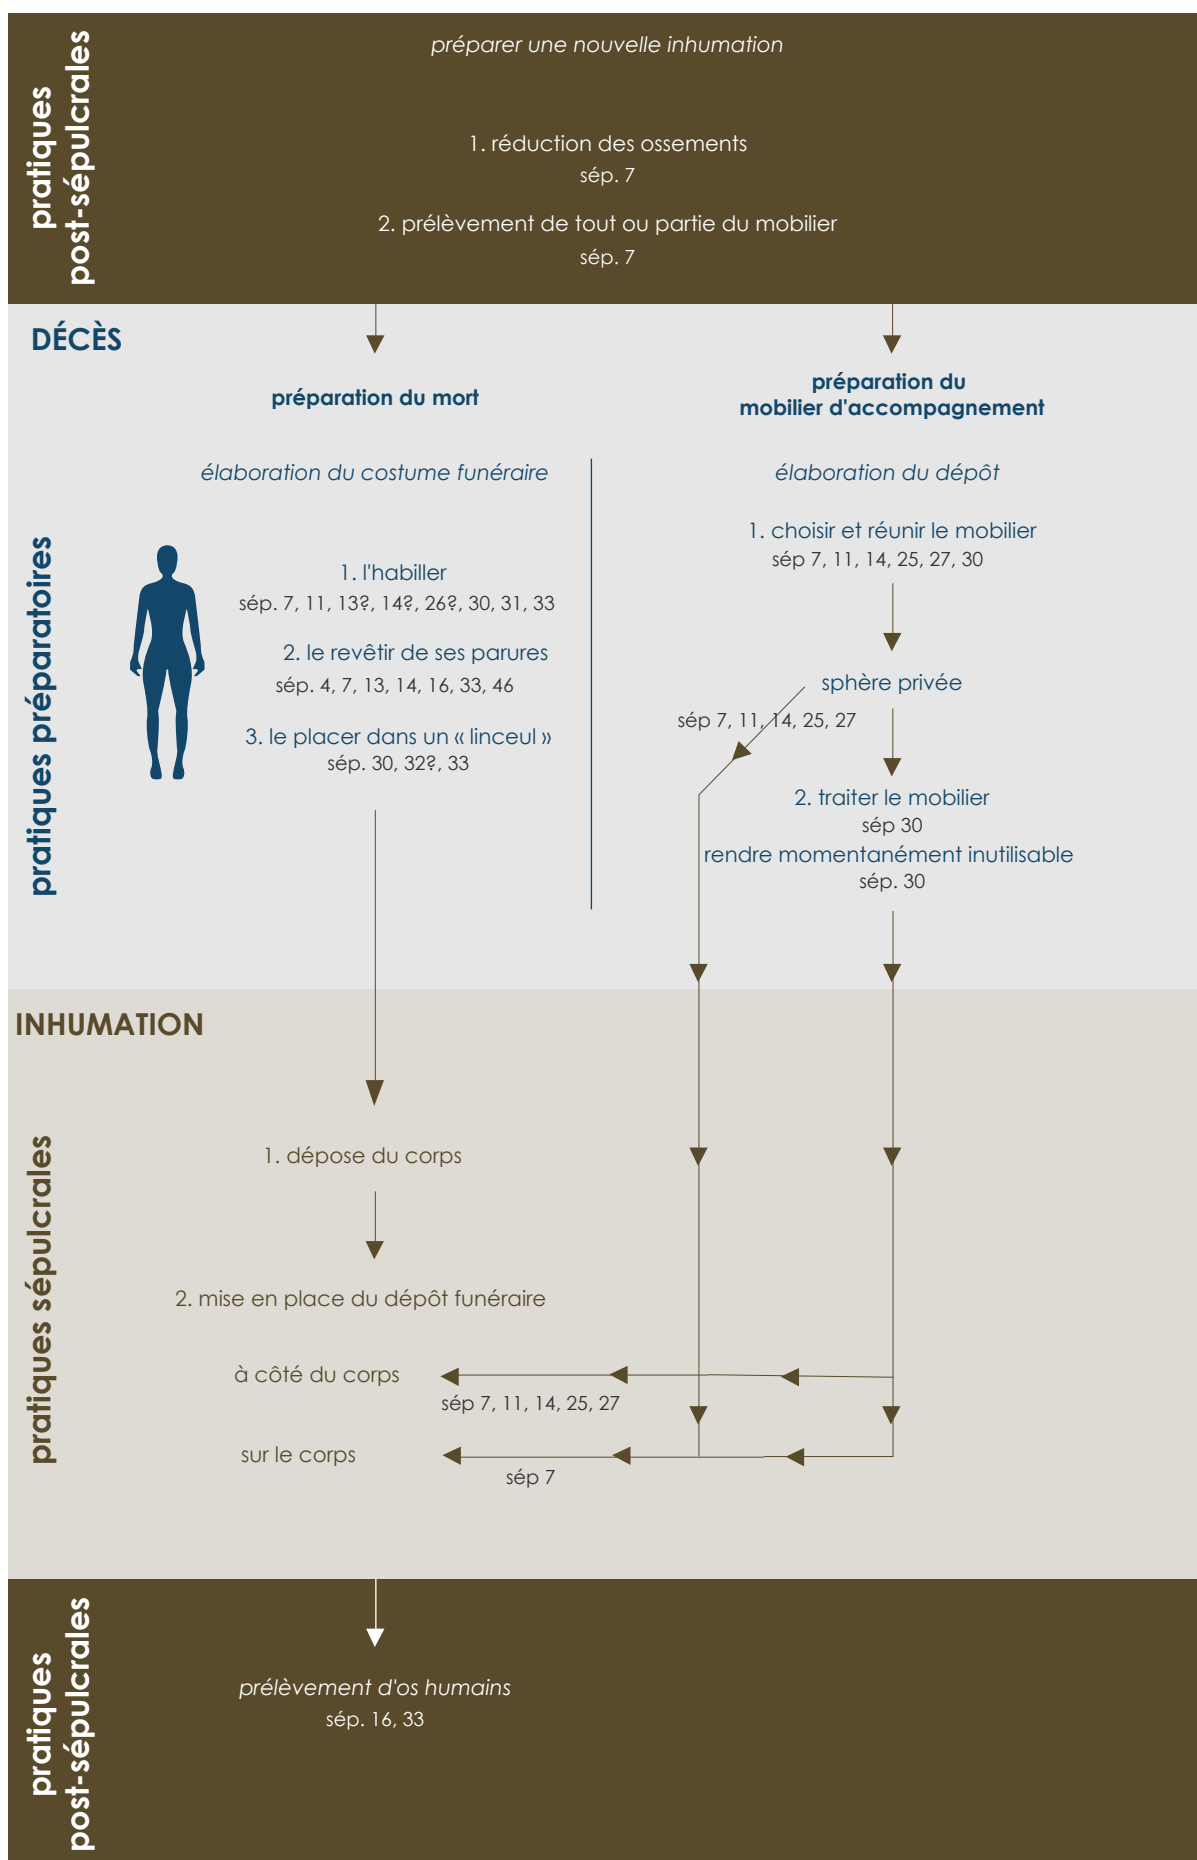 pratiques
post-sépulcrales
préparer une nouvelle inhumation
1. réduction des ossements
sép. 7
2. prélèvement de tout ou partie du mobilier
sép. 7
DÉCÈS
pratiques préparatoires
préparation du mort
élaboration du costume funéraire
1. l'habiller
sép. 7, 11, 13?, 14?, 26?, 30, 31, 33
2. le revêtir de ses parures
sép. 4, 7, 13, 14, 16, 33, 46
3. le placer dans un « linceul »
sép. 30, 32?, 33
préparation du
mobilier d'accompagnement
élaboration du dépôt
1. choisir et réunir le mobilier
sép 7, 11, 14, 25, 27, 30
sphère privée
sép 7, 11, 14, 25, 27
2. traiter le mobilier
sép 30
rendre momentanément inutilisable
sép. 30
INHUMATION
pratiques sépulcrales
1. dépose du corps
2. mise en place du dépôt funéraire
à côté du corps
sép 7, 11, 14, 25, 27
sur le corps
sép 7
pratiques
post-sépulcrales
prélèvement d'os humains
sép. 16, 33